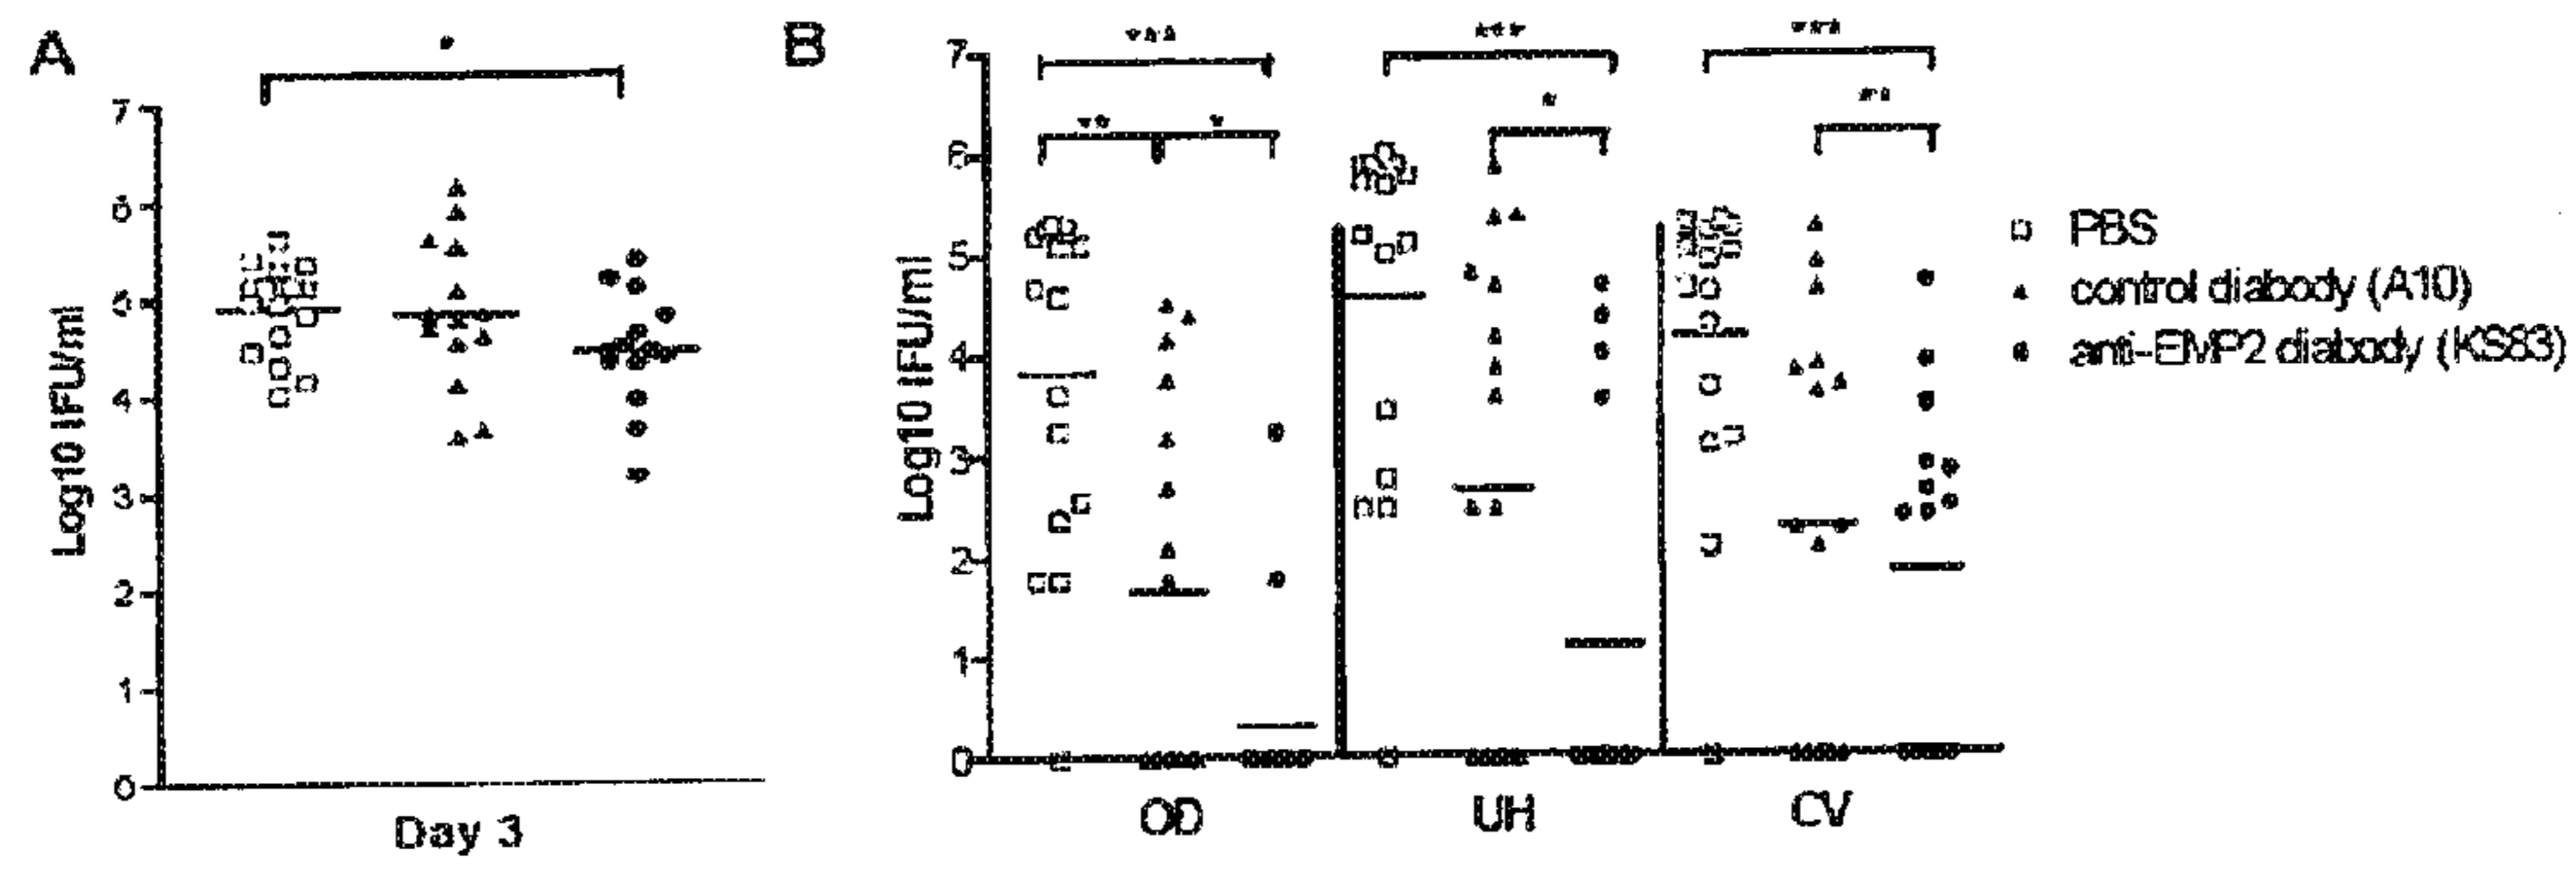 A
*
7
6
5
4
3
2
1
0
Log10 IFU/ml
Day 3
B
*** *** ***
* **
** *
7
6
5
4
3
2
1
0
Log10 IFU/ml
OD UH CV
PBS
control diabody (A10)
anti-EMP2 diabody (KS83)